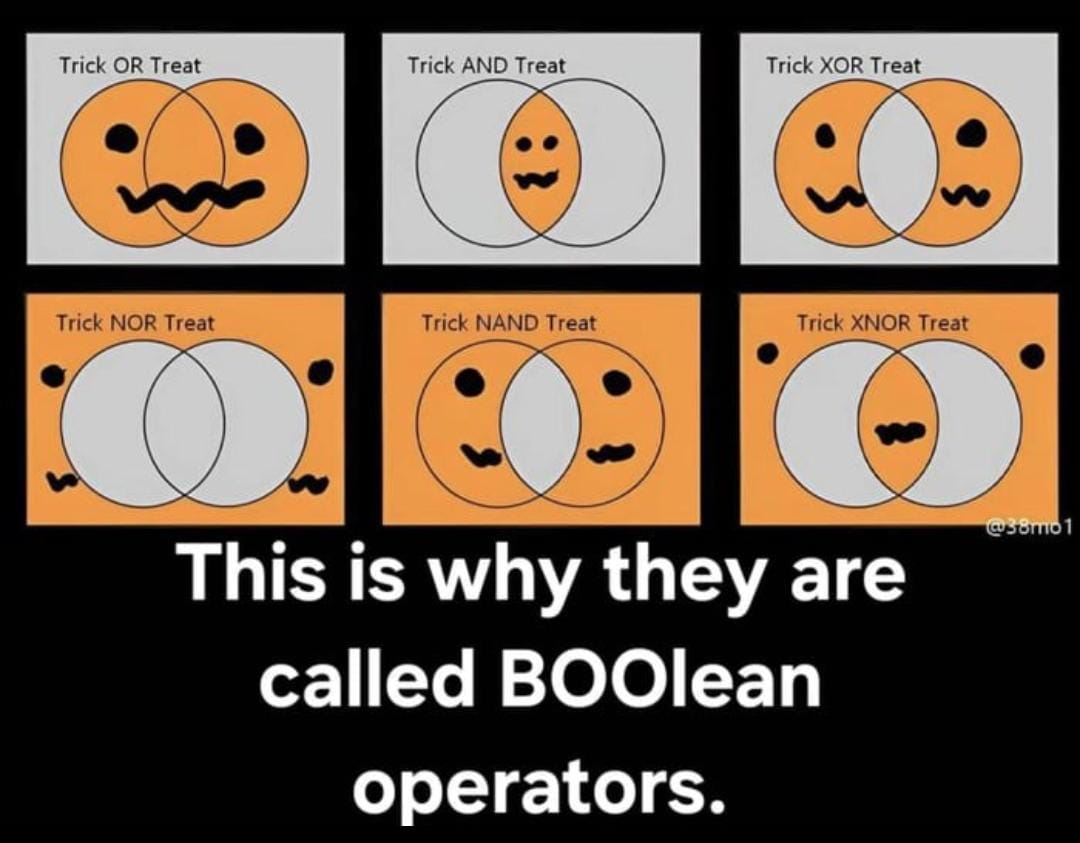 Trick OR Treat
Trick AND Treat
Trick XOR Treat
Trick NOR Treat
Trick NAND Treat
Trick XNOR Treat
@38mo1
This is why they are
called BOOlean
operators.